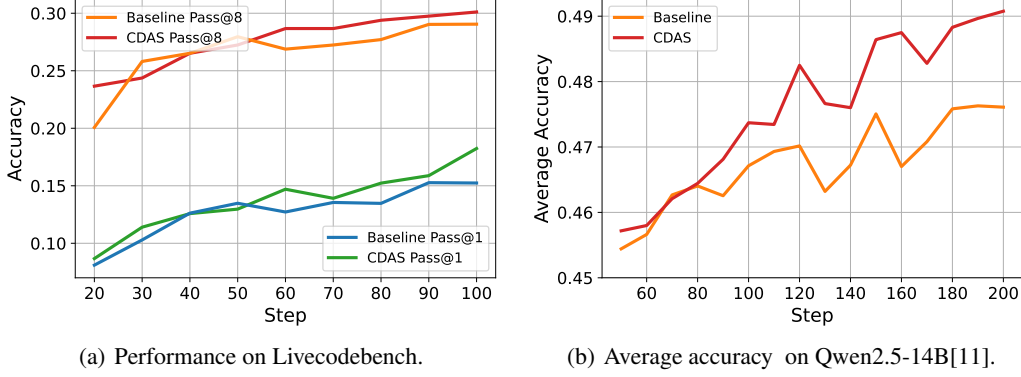 0.30
0.25
0.20
0.15
0.10
Accuracy
Baseline Pass@8
CDAS Pass@8
Baseline Pass@1
CDAS Pass@1
20 30 40 50 60 70 80 90 100
Step
(a) Performance on Livecodebench.
0.49
0.48
0.47
0.46
0.45
Average Accuracy
Baseline
CDAS
60 80 100 120 140 160 180 200
Step
(b) Average accuracy on Qwen2.5-14B[11].